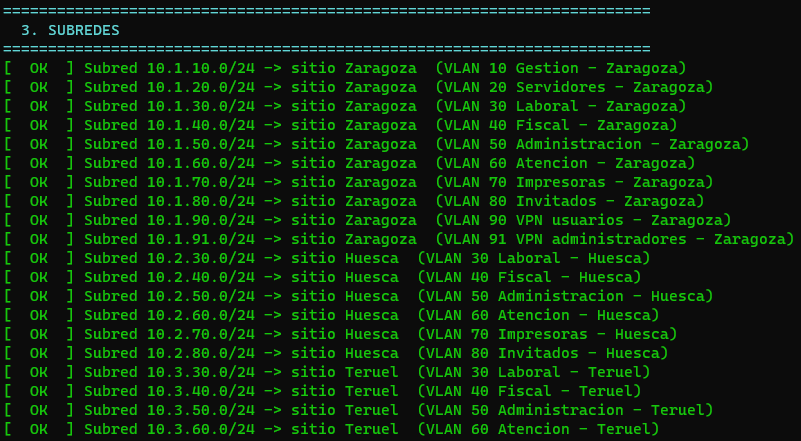 ========================================================================
3. SUBREDES
========================================================================
[  OK  ] Subred 10.1.10.0/24 -> sitio Zaragoza  (VLAN 10 Gestion - Zaragoza)
[  OK  ] Subred 10.1.20.0/24 -> sitio Zaragoza  (VLAN 20 Servidores - Zaragoza)
[  OK  ] Subred 10.1.30.0/24 -> sitio Zaragoza  (VLAN 30 Laboral - Zaragoza)
[  OK  ] Subred 10.1.40.0/24 -> sitio Zaragoza  (VLAN 40 Fiscal - Zaragoza)
[  OK  ] Subred 10.1.50.0/24 -> sitio Zaragoza  (VLAN 50 Administracion - Zaragoza)
[  OK  ] Subred 10.1.60.0/24 -> sitio Zaragoza  (VLAN 60 Atencion - Zaragoza)
[  OK  ] Subred 10.1.70.0/24 -> sitio Zaragoza  (VLAN 70 Impresoras - Zaragoza)
[  OK  ] Subred 10.1.80.0/24 -> sitio Zaragoza  (VLAN 80 Invitados - Zaragoza)
[  OK  ] Subred 10.1.90.0/24 -> sitio Zaragoza  (VLAN 90 VPN usuarios - Zaragoza)
[  OK  ] Subred 10.1.91.0/24 -> sitio Zaragoza  (VLAN 91 VPN administradores - Zaragoza)
[  OK  ] Subred 10.2.30.0/24 -> sitio Huesca  (VLAN 30 Laboral - Huesca)
[  OK  ] Subred 10.2.40.0/24 -> sitio Huesca  (VLAN 40 Fiscal - Huesca)
[  OK  ] Subred 10.2.50.0/24 -> sitio Huesca  (VLAN 50 Administracion - Huesca)
[  OK  ] Subred 10.2.60.0/24 -> sitio Huesca  (VLAN 60 Atencion - Huesca)
[  OK  ] Subred 10.2.70.0/24 -> sitio Huesca  (VLAN 70 Impresoras - Huesca)
[  OK  ] Subred 10.2.80.0/24 -> sitio Huesca  (VLAN 80 Invitados - Huesca)
[  OK  ] Subred 10.3.30.0/24 -> sitio Teruel  (VLAN 30 Laboral - Teruel)
[  OK  ] Subred 10.3.40.0/24 -> sitio Teruel  (VLAN 40 Fiscal - Teruel)
[  OK  ] Subred 10.3.50.0/24 -> sitio Teruel  (VLAN 50 Administracion - Teruel)
[  OK  ] Subred 10.3.60.0/24 -> sitio Teruel  (VLAN 60 Atencion - Teruel)